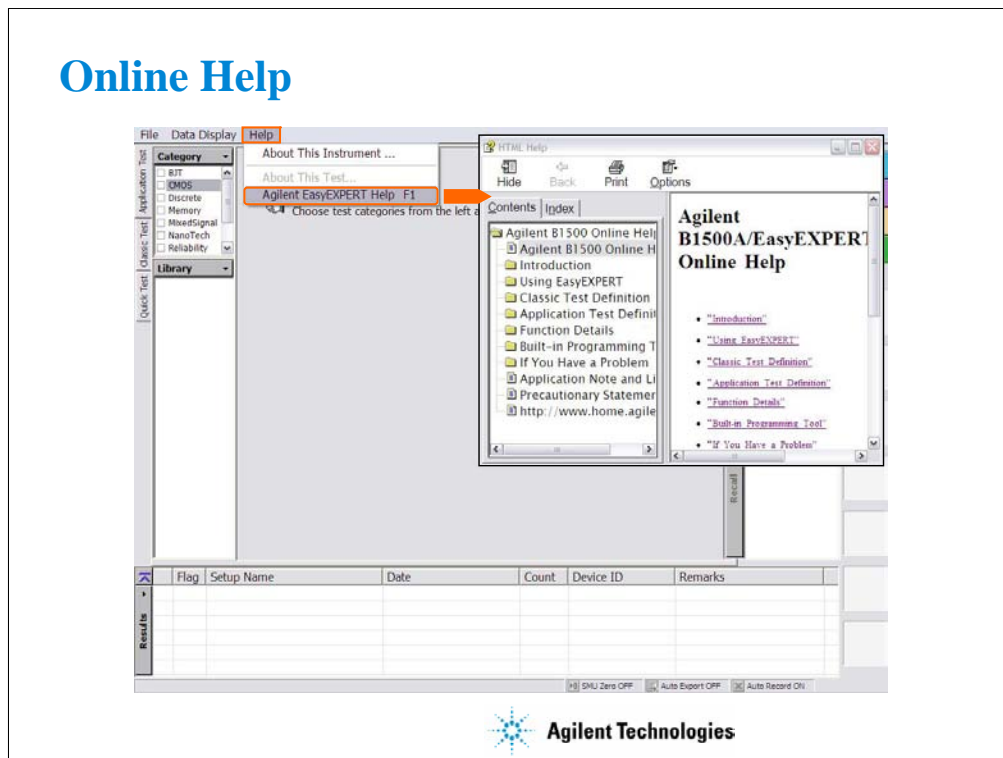 Online Help
File Data Display Help
About This Instrument ...
About This Test...
Agilent EasyEXPERT Help F1
Choose test categories from the left a
Quick Test
Classic Test
Application Test
Category
BJT
CMOS
Discrete
Memory
MixedSignal
NanoTech
Reliability
Library
HTML Help
Hide Back Print Options
Contents Index
Agilent B1500 Online Help
Agilent B1500 Online H
Introduction
Using EasyEXPERT
Classic Test Definition
Application Test Definit
Function Details
Built-in Programming T
If You Have a Problem
Application Note and Li
Precautionary Statemer
http://www.home.agile
Agilent
B1500A/EasyEXPERT
Online Help
"Introduction"
"Using EasyEXPERT"
"Classic Test Definition"
"Application Test Definition"
"Function Details"
"Built-in Programming Tool"
"If You Have a Problem"
Recall
Results
Flag Setup Name Date Count Device ID Remarks
SMU Zero OFF Auto Export OFF Auto Record ON
Agilent Technologies